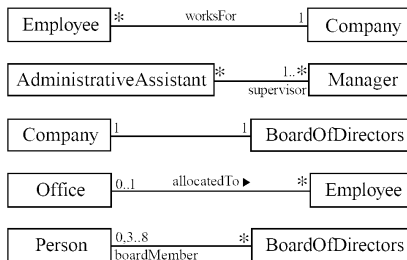 Employee * worksFor 1 Company
AdministrativeAssistant * 1..* Manager
supervisor
Company 1 1 BoardOfDirectors
Office 0..1 allocatedTo ▶ * Employee
Person 0,3..8 * BoardOfDirectors
boardMember